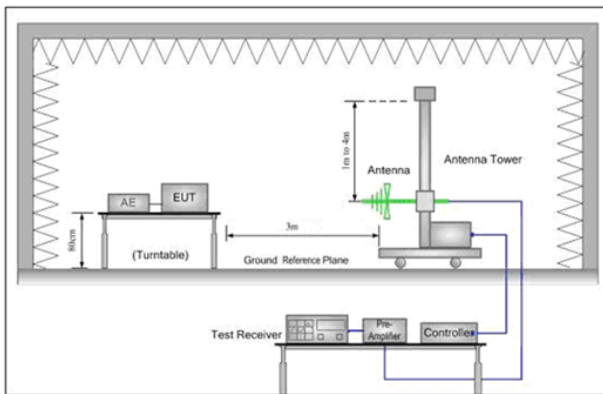 1m to 4m
Antenna
Antenna Tower
AE
EUT
80cm
(Turntable)
3m
Ground Reference Plane
Test Receiver
Pre-
Amplifier
Controller